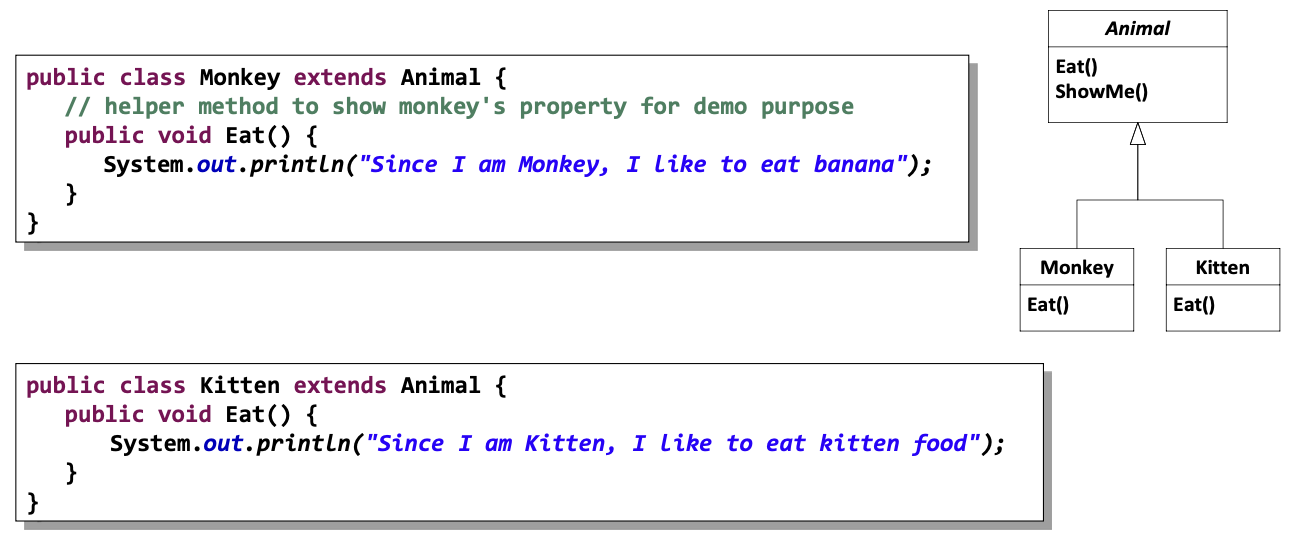 public class Monkey extends Animal {
// helper method to show monkey's property for demo purpose
public void Eat() {
System.out.println("Since I am Monkey, I like to eat banana");
}
}
Animal
Eat()
ShowMe()
Monkey
Eat()
Kitten
Eat()
public class Kitten extends Animal {
public void Eat() {
System.out.println("Since I am Kitten, I like to eat kitten food");
}
}